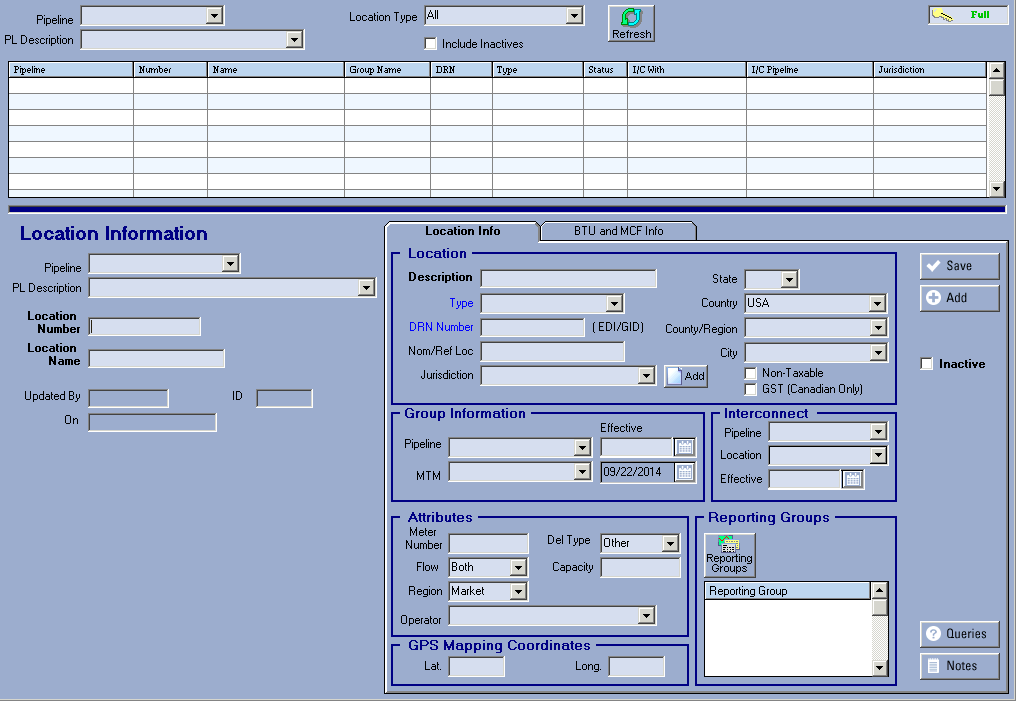 Pipeline
Location Type All
Refresh
Full
PL Description
Include Inactives
Pipeline Number Name Group Name DRN Type Status I/C With I/C Pipeline Jurisdiction
Location Information
Pipeline
PL Description
Location
Number
Location
Name
Updated By
ID
On
Location Info
BTU and MCF Info
Location
Description
Type
DRN Number
(EDI/GID)
Nom/Ref Loc
Jurisdiction
Add
State
Country USA
County/Region
City
Non-Taxable
GST (Canadian Only)
Group Information
Effective
Pipeline
MTM
09/22/2014
Interconnect
Pipeline
Location
Effective
Attributes
Meter
Number
Del Type Other
Flow Both
Capacity
Region Market
Operator
GPS Mapping Coordinates
Lat.
Long.
Reporting Groups
Reporting
Groups
Reporting Group
Save
Add
Inactive
Queries
Notes